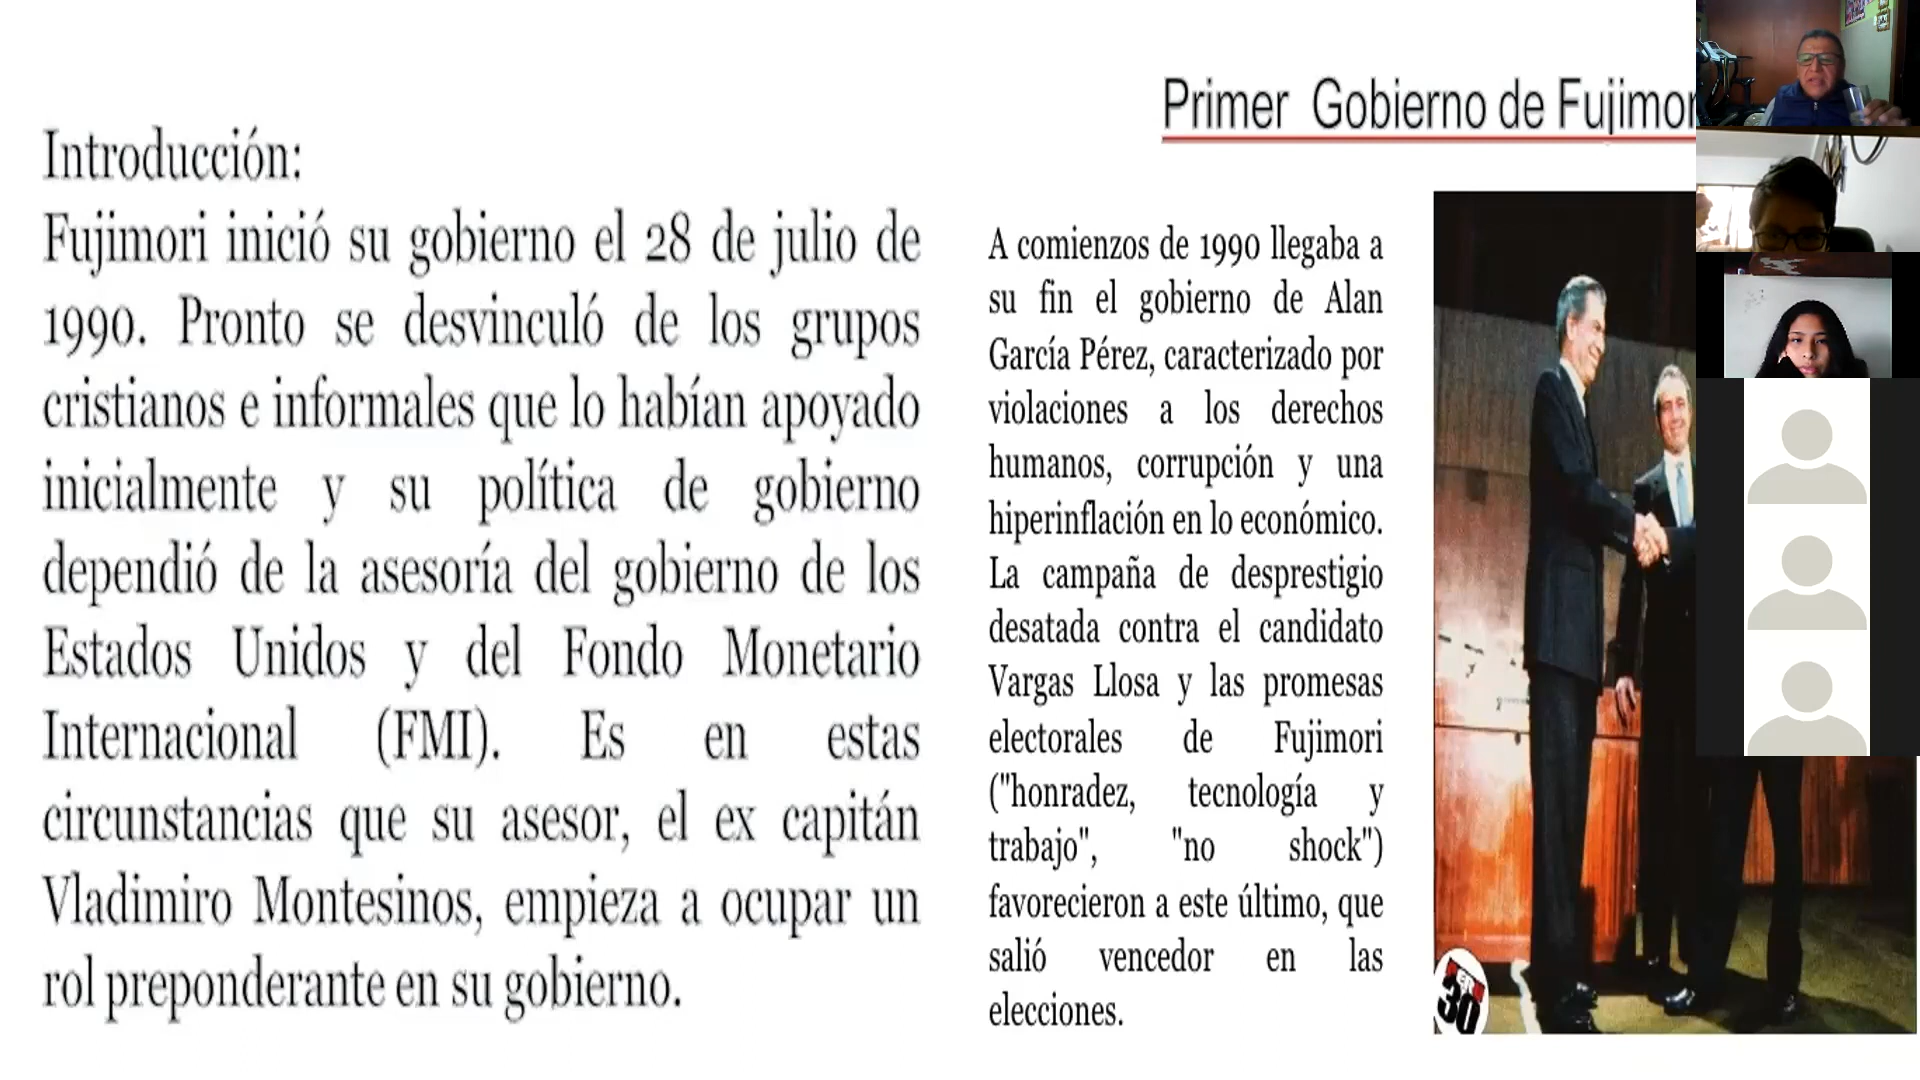 Primer Gobierno de Fujimori
Introducción:
Fujimori inició su gobierno el 28 de julio de
1990. Pronto se desvinculó de los grupos
cristianos e informales que lo habían apoyado
inicialmente y su política de gobierno
dependió de la asesoría del gobierno de los
Estados Unidos y del Fondo Monetario
Internacional (FMI). Es en estas
circunstancias que su asesor, el ex capitán
Vladimiro Montesinos, empieza a ocupar un
rol preponderante en su gobierno.
A comienzos de 1990 llegaba a
su fin el gobierno de Alan
García Pérez, caracterizado por
violaciones a los derechos
humanos, corrupción y una
hiperinflación en lo económico.
La campaña de desprestigio
desatada contra el candidato
Vargas Llosa y las promesas
electorales de Fujimori
("honradez, tecnología y
trabajo", "no shock")
favorecieron a este último, que
salió vencedor en las
elecciones.
30